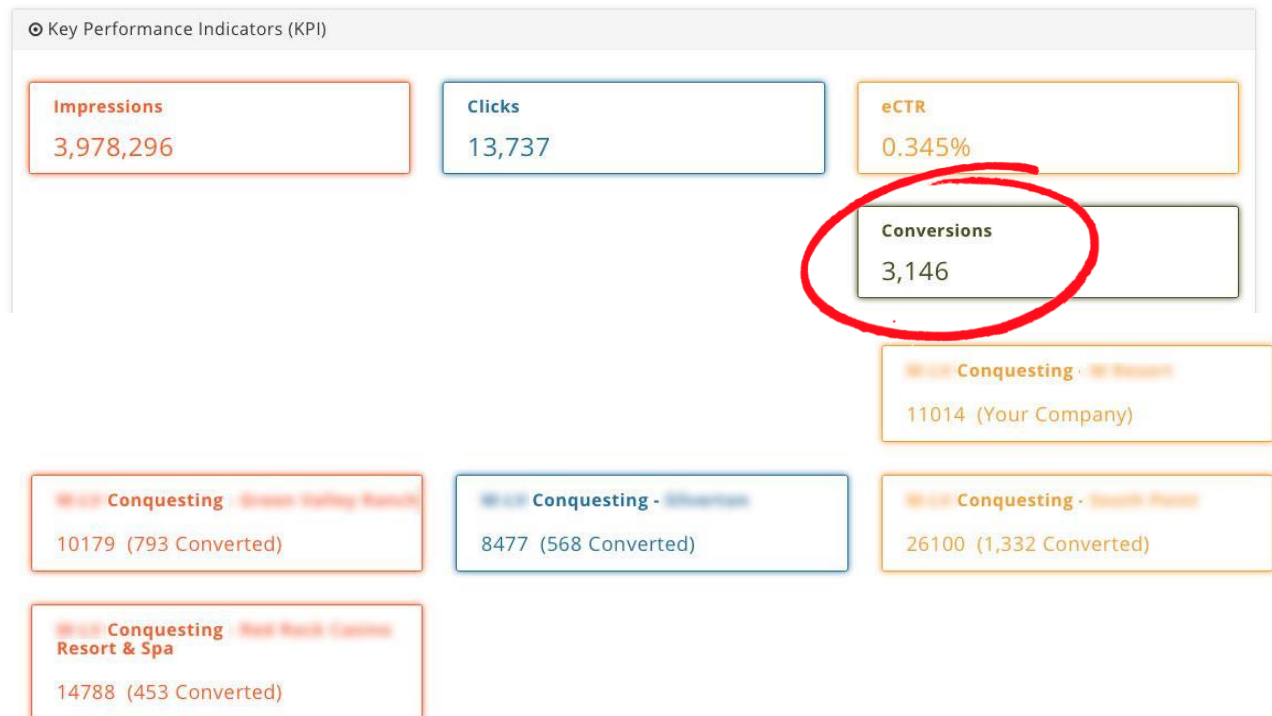 Key Performance Indicators (KPI)
Impressions
3,978,296
Clicks
13,737
eCTR
0.345%
Conversions
3,146
Conquesting -
11014 (Your Company)
Conquesting
10179 (793 Converted)
Conquesting -
8477 (568 Converted)
Conquesting -
26100 (1,332 Converted)
Conquesting
Resort & Spa
14788 (453 Converted)